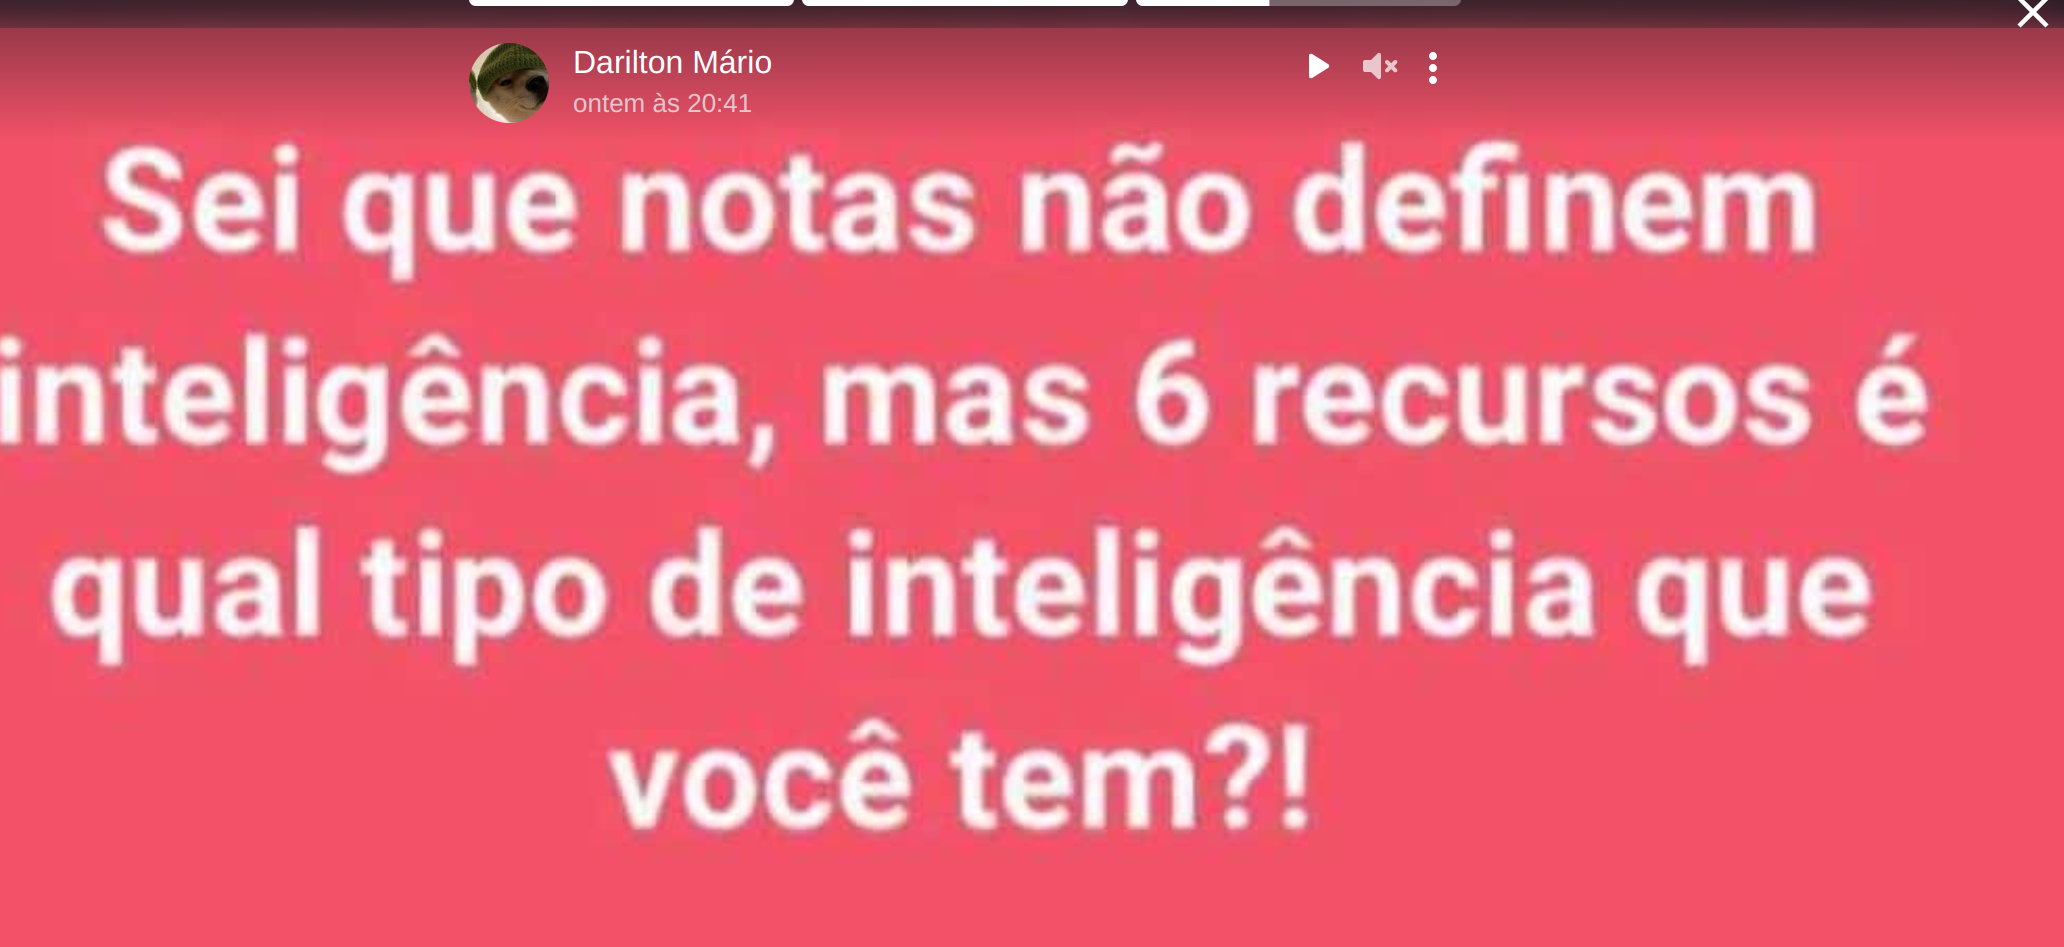 Darilton Mário
ontem às 20:41
Sei que notas não definem
inteligência, mas 6 recursos é
qual tipo de inteligência que
você tem?!